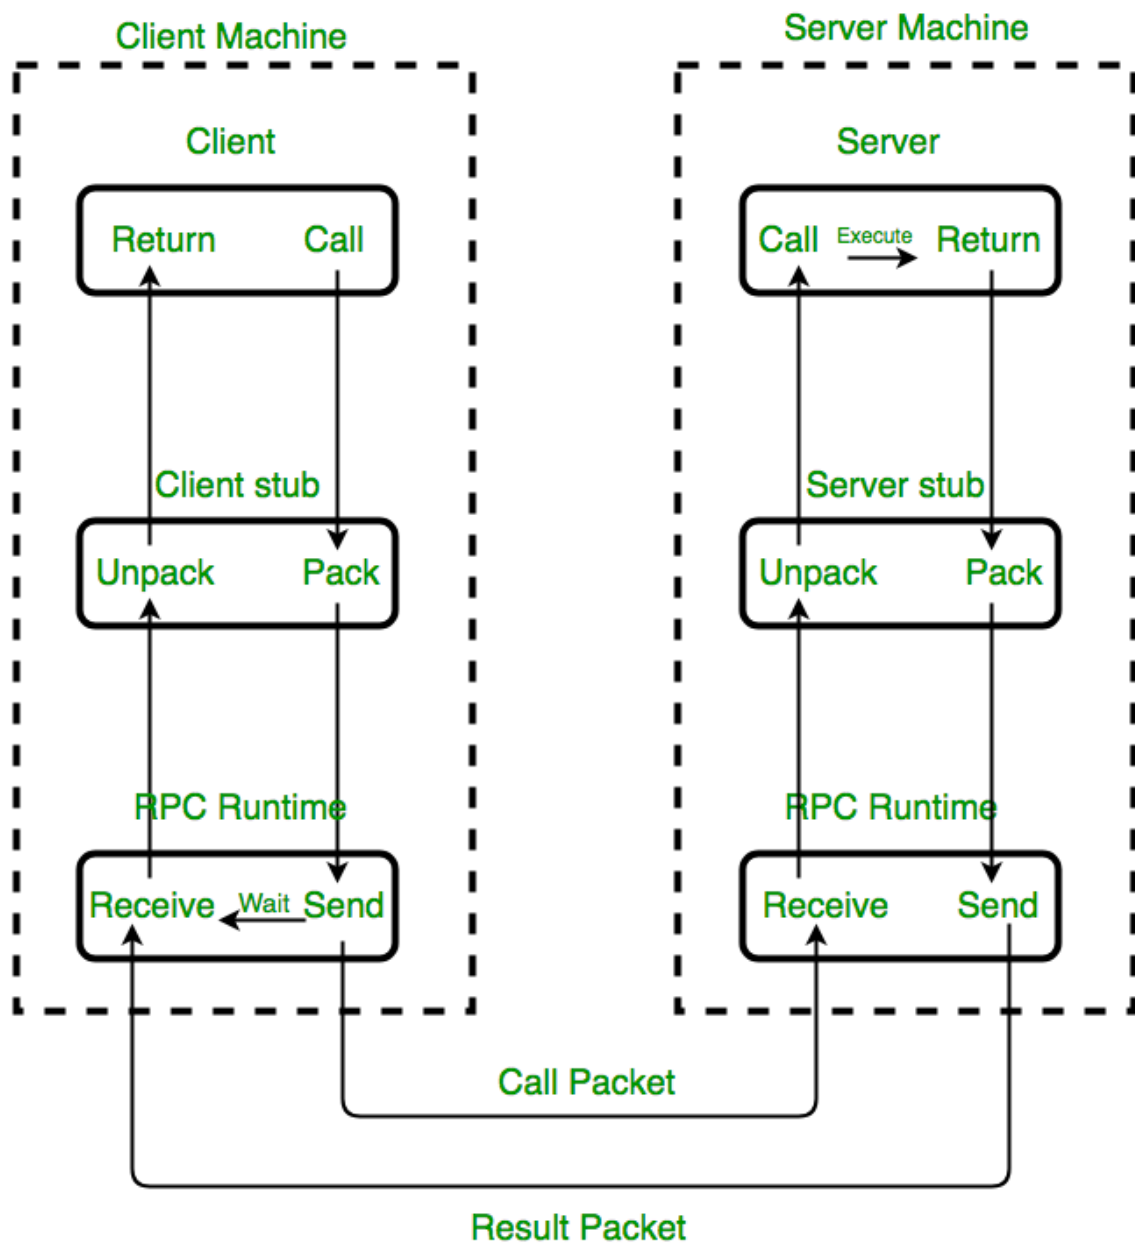 Client Machine
Server Machine
Client
Server
Return Call
Call Execute Return
Client stub
Server stub
Unpack Pack
Unpack Pack
RPC Runtime
RPC Runtime
Receive Wait Send
Receive Send
Call Packet
Result Packet